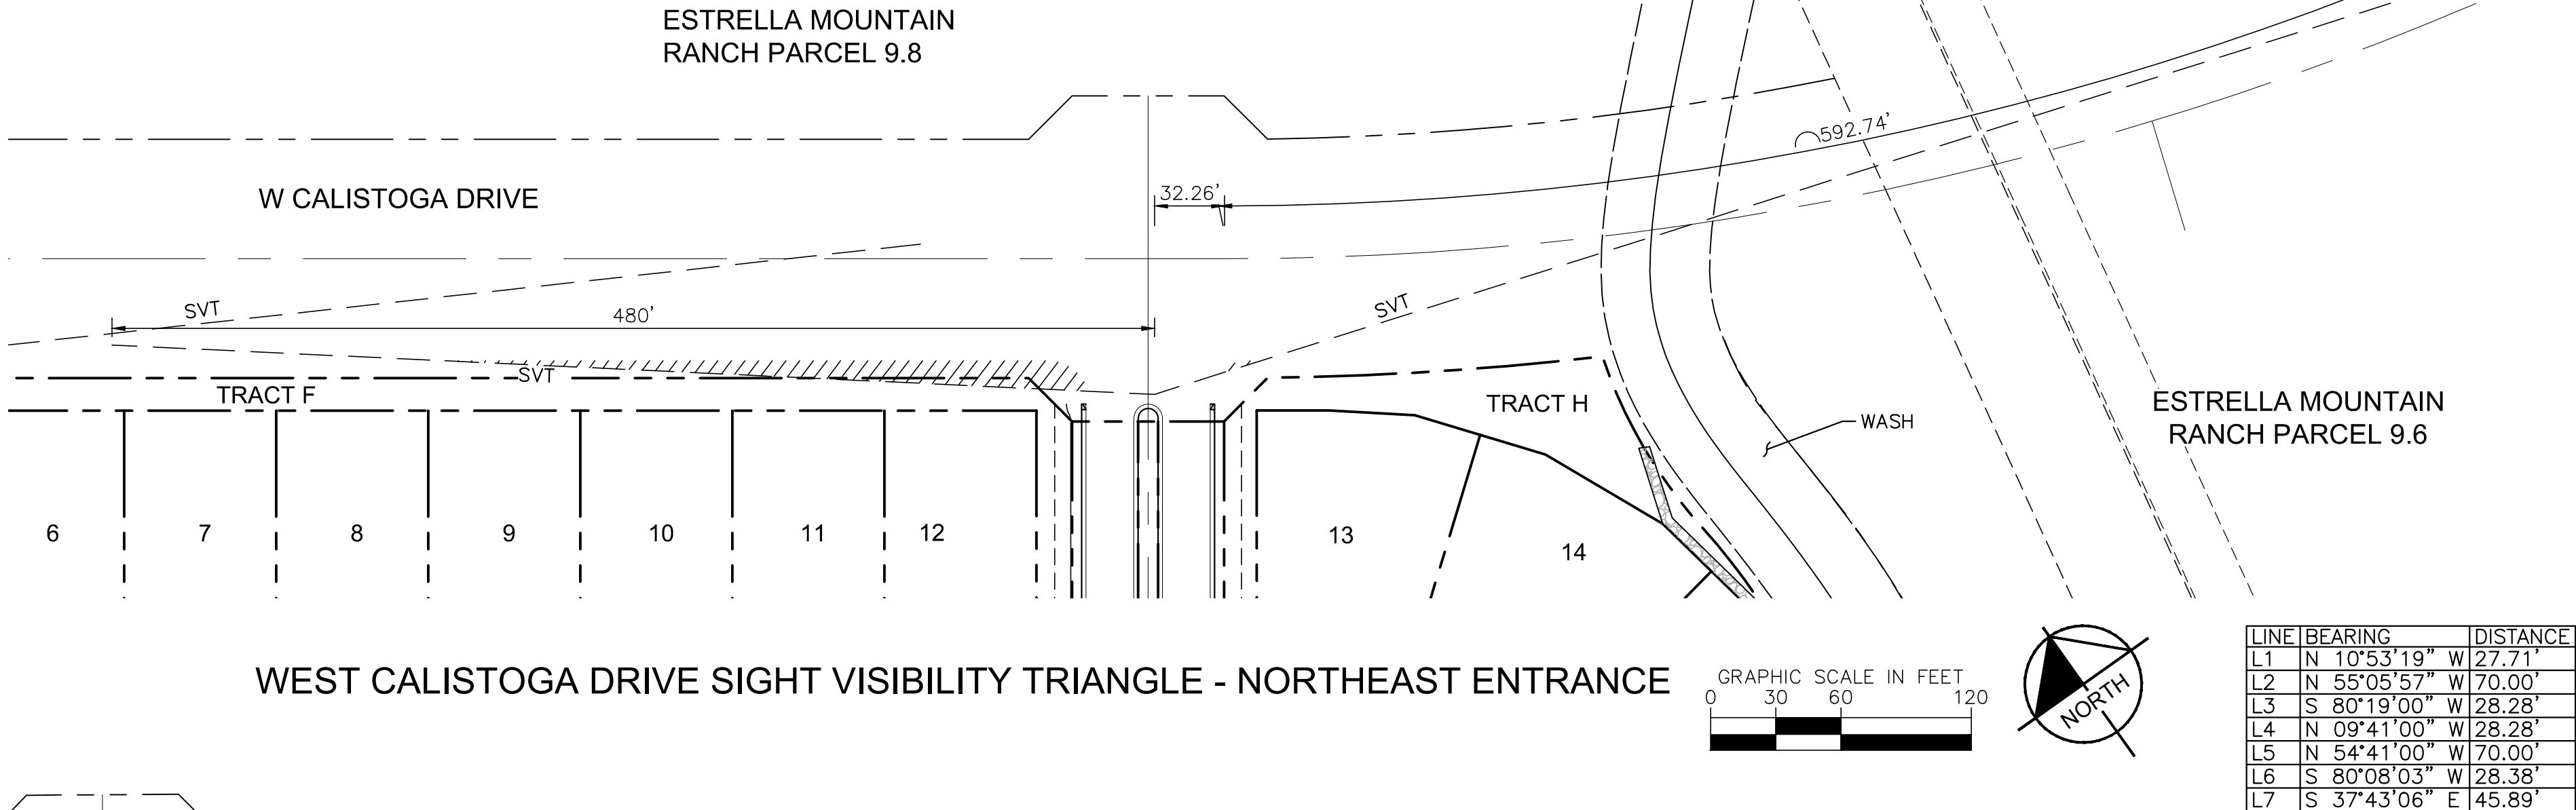 ESTRELLA MOUNTAIN
RANCH PARCEL 9.8
592.74'
W CALISTOGA DRIVE
32.26'
SVT
480'
SVT
SVT
TRACT F
TRACT H
WASH
ESTRELLA MOUNTAIN
RANCH PARCEL 9.6
6 7 8 9 10 11 12 13 14
WEST CALISTOGA DRIVE SIGHT VISIBILITY TRIANGLE - NORTHEAST ENTRANCE
GRAPHIC SCALE IN FEET
0 30 60 120
NORTH
LINE BEARING DISTANCE
L1 N 10°53'19" W 27.71'
L2 N 55°05'57" W 70.00'
L3 S 80°19'00" W 28.28'
L4 N 09°41'00" W 28.28'
L5 N 54°41'00" W 70.00'
L6 S 80°08'03" W 28.38'
L7 S 37°43'06" E 45.89'